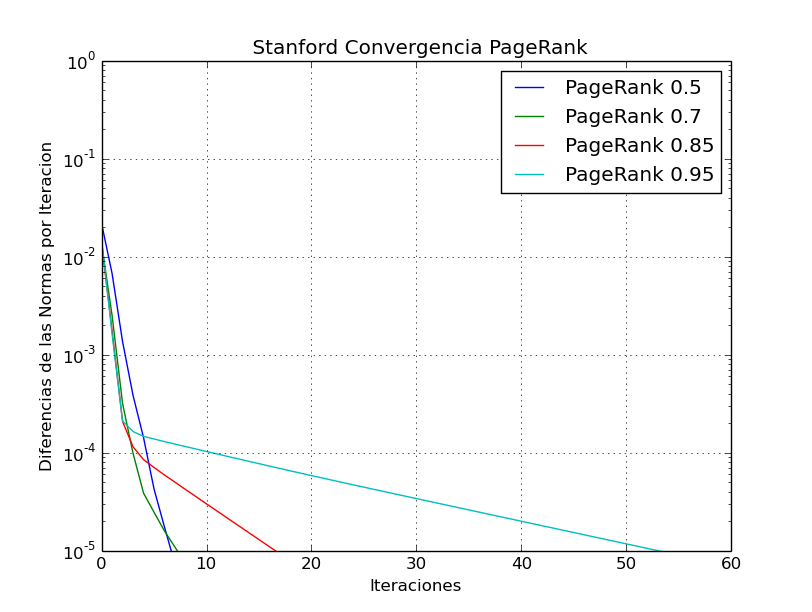 Stanford Convergencia PageRank
10^0
10^-1
10^-2
10^-3
10^-4
10^-5
Diferencias de las Normas por Iteracion
PageRank 0.5
PageRank 0.7
PageRank 0.85
PageRank 0.95
0 10 20 30 40 50 60
Iteraciones